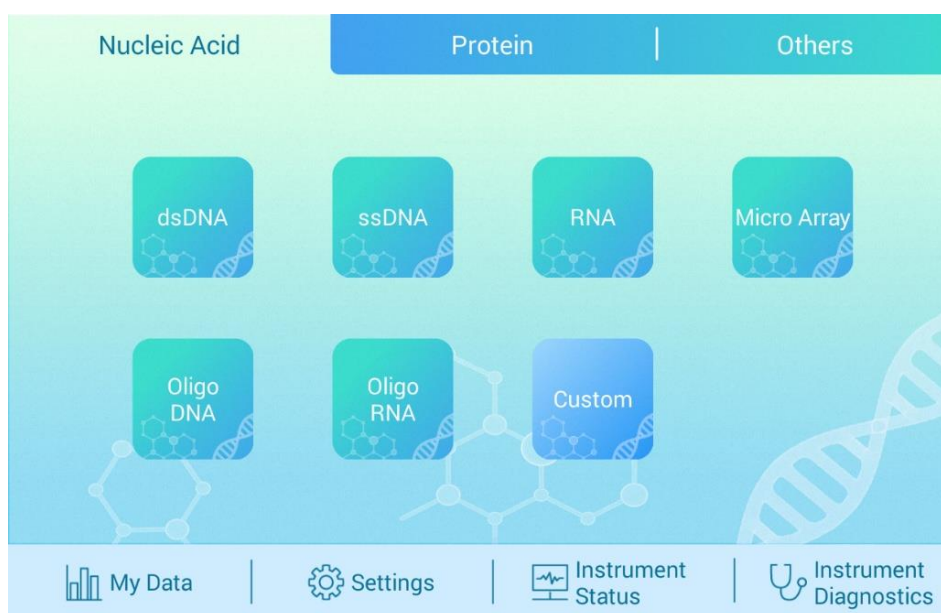 Nucleic Acid
Protein
Others
dsDNA
ssDNA
RNA
Micro Array
Oligo
DNA
Oligo
RNA
Custom
My Data
Settings
Instrument
Status
Instrument
Diagnostics